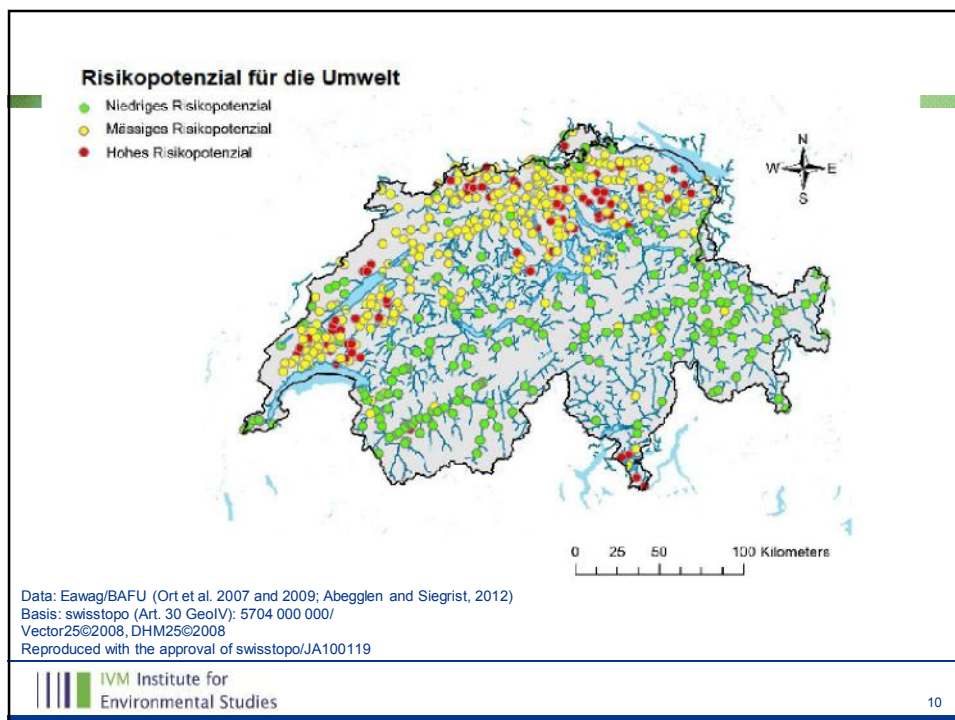 Risikopotenzial für die Umwelt
Niedriges Risikopotenzial
Mässiges Risikopotenzial
Hohes Risikopotenzial
N
W E
S
0 25 50 100 Kilometers
Data: Eawag/BAFU (Ort et al. 2007 and 2009; Abegglen and Siegrist, 2012)
Basis: swisstopo (Art. 30 GeoIV): 5704 000 000/
Vector25©2008, DHM25©2008
Reproduced with the approval of swisstopo/JA100119
IVM Institute for
Environmental Studies
10